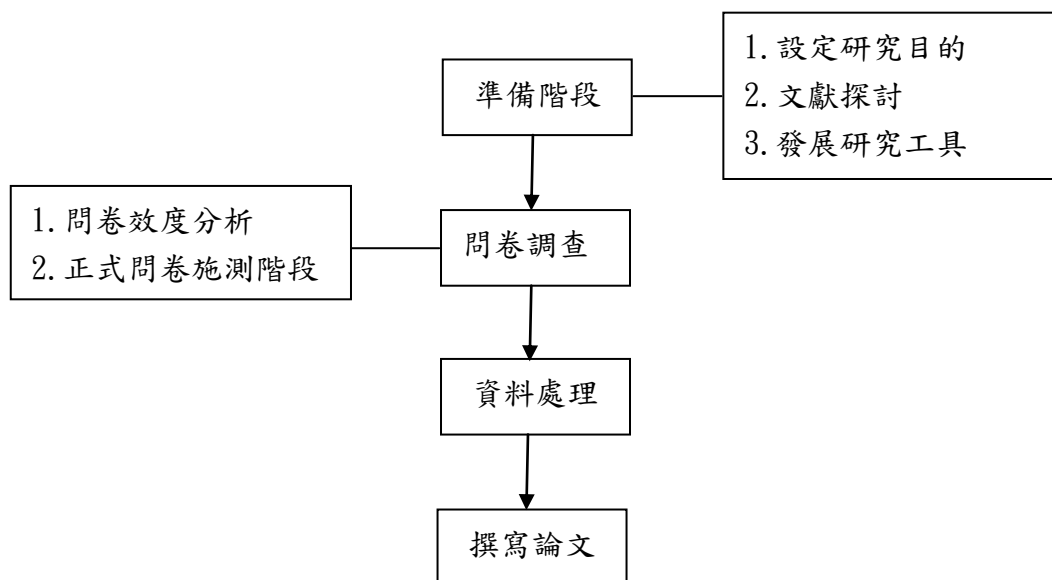 準備階段
1.設定研究目的
2.文獻探討
3.發展研究工具
1.問卷效度分析
2.正式問卷施測階段
問卷調查
資料處理
撰寫論文